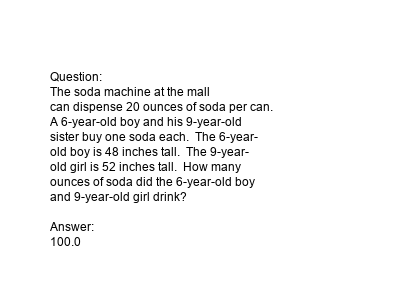 Question:
The soda machine at the mall
can dispense 20 ounces of soda per can.
A 6-year-old boy and his 9-year-old
sister buy one soda each.  The 6-year-
old boy is 48 inches tall.  The 9-year-
old girl is 52 inches tall.  How many
ounces of soda did the 6-year-old boy
and 9-year-old girl drink?

Answer:
100.0